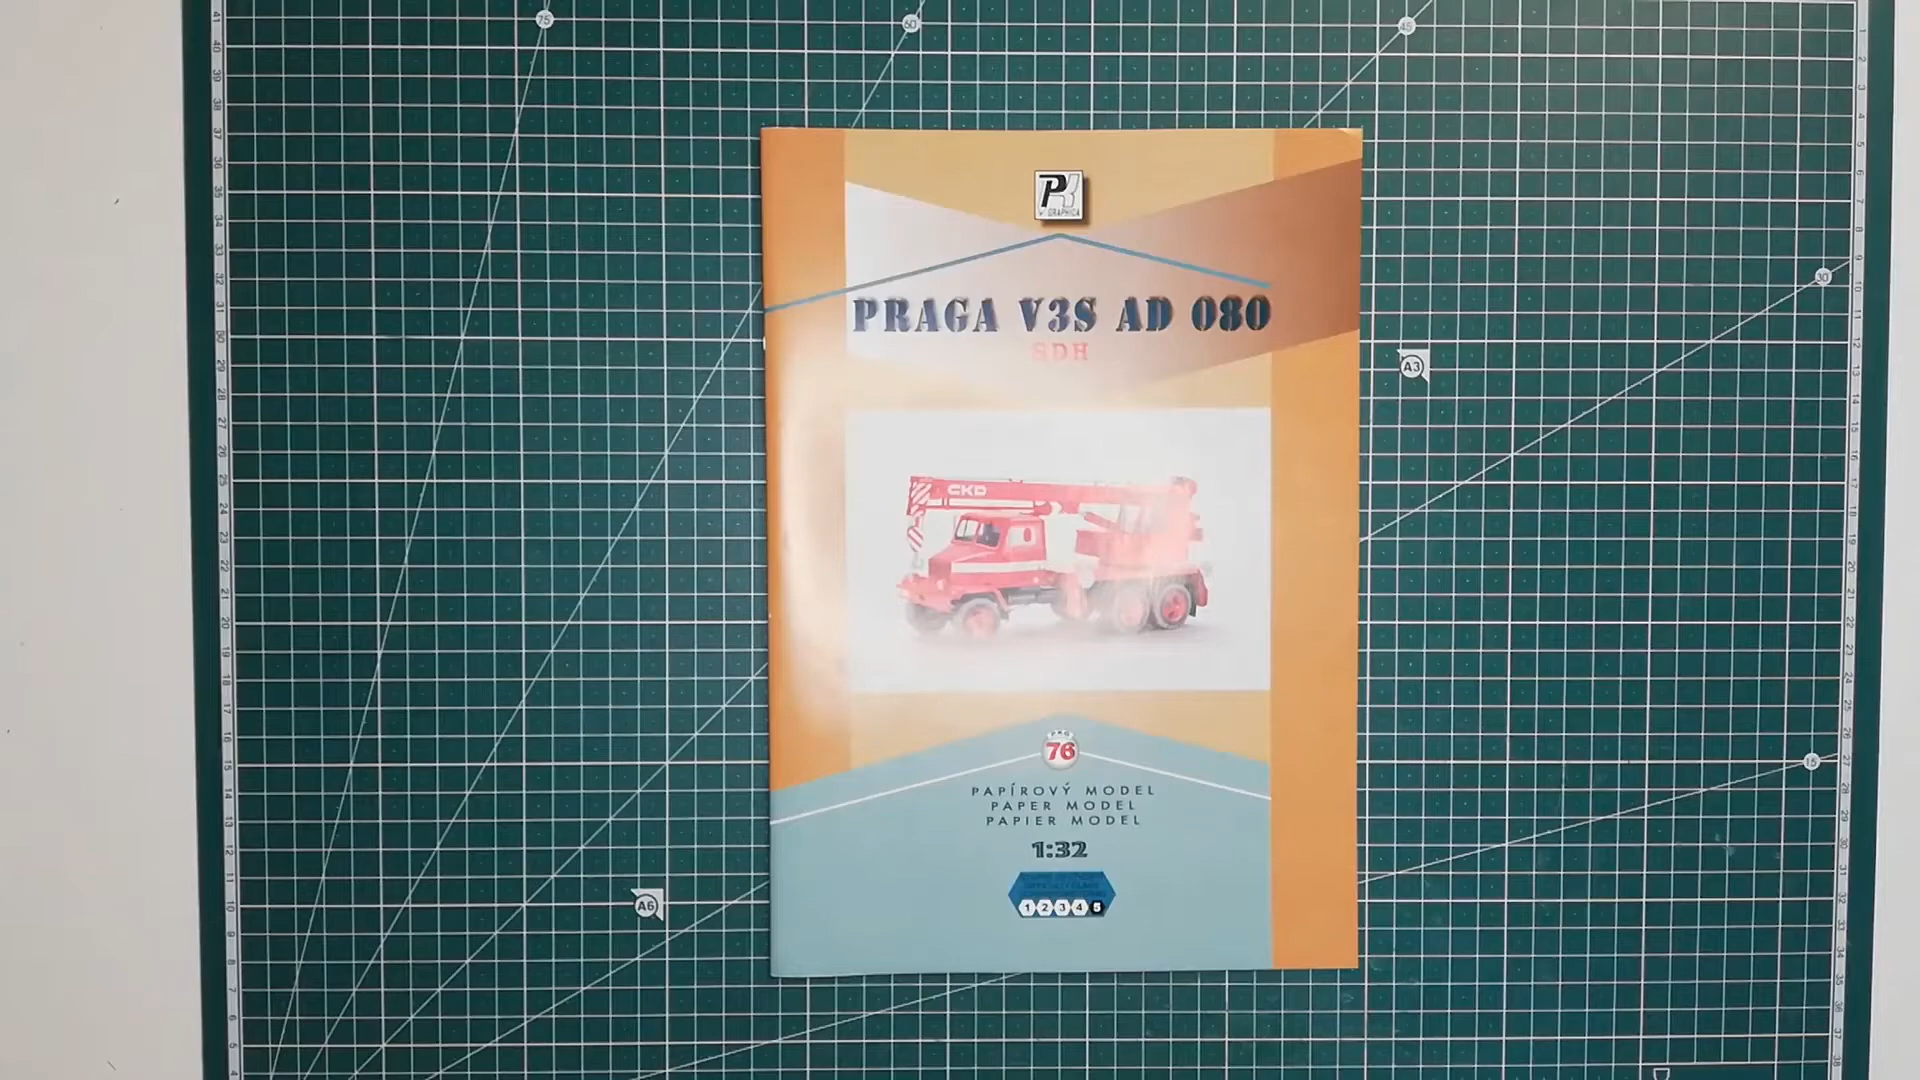 75
60
45
30
15
A3
A6
PK
GRAPHICA
PRAGA V3S AD 080
SDH
CKD
PKG
76
PAPÍROVÝ MODEL
PAPER MODEL
PAPIER MODEL
1:32
1 2 3 4 5